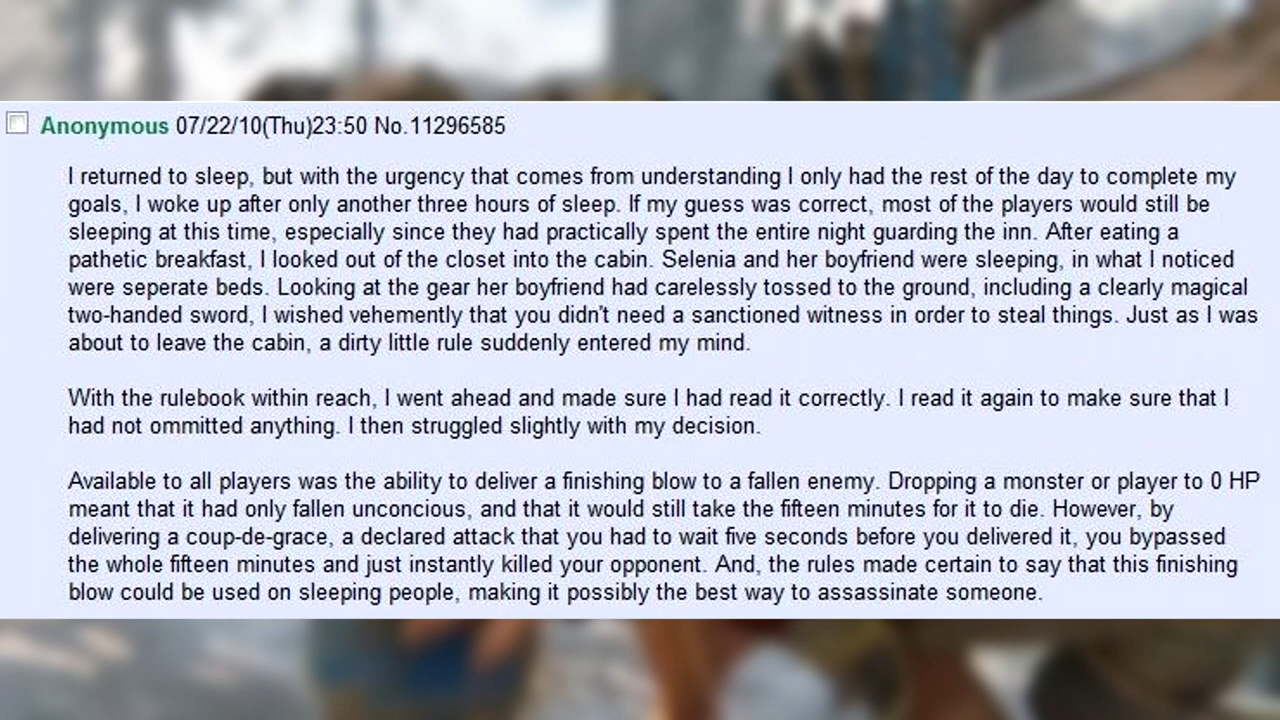 Anonymous 07/22/10(Thu)23:50 No.11296585
I returned to sleep, but with the urgency that comes from understanding I only had the rest of the day to complete my
goals, I woke up after only another three hours of sleep. If my guess was correct, most of the players would still be
sleeping at this time, especially since they had practically spent the entire night guarding the inn. After eating a
pathetic breakfast, I looked out of the closet into the cabin. Selenia and her boyfriend were sleeping, in what I noticed
were seperate beds. Looking at the gear her boyfriend had carelessly tossed to the ground, including a clearly magical
two-handed sword, I wished vehemently that you didn't need a sanctioned witness in order to steal things. Just as I was
about to leave the cabin, a dirty little rule suddenly entered my mind.
With the rulebook within reach, I went ahead and made sure I had read it correctly. I read it again to make sure that I
had not ommitted anything. I then struggled slightly with my decision.
Available to all players was the ability to deliver a finishing blow to a fallen enemy. Dropping a monster or player to 0 HP
meant that it had only fallen unconcious, and that it would still take the fifteen minutes for it to die. However, by
delivering a coup-de-grace, a declared attack that you had to wait five seconds before you delivered it, you bypassed
the whole fifteen minutes and just instantly killed your opponent. And, the rules made certain to say that this finishing
blow could be used on sleeping people, making it possibly the best way to assassinate someone.